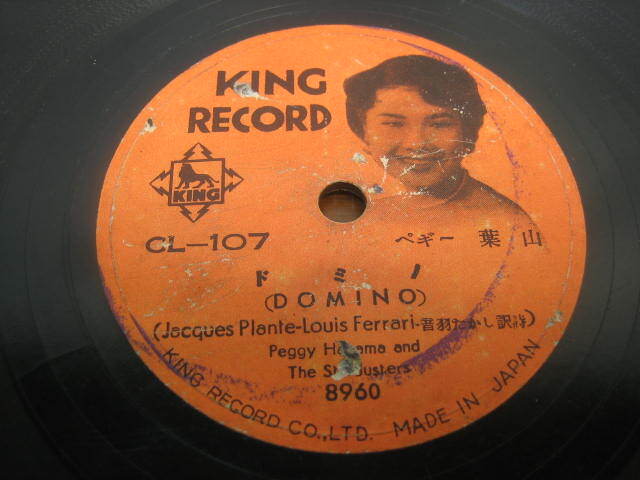 KING
RECORD
KING
CL-107
ペギー 葉山
ドミノ
(DOMINO)
(Jacques Plante-Louis Ferrari-音羽たかし 訳詩)
Peggy and
The
8960
KING RECORD CO., LTD. MADE IN JAPAN